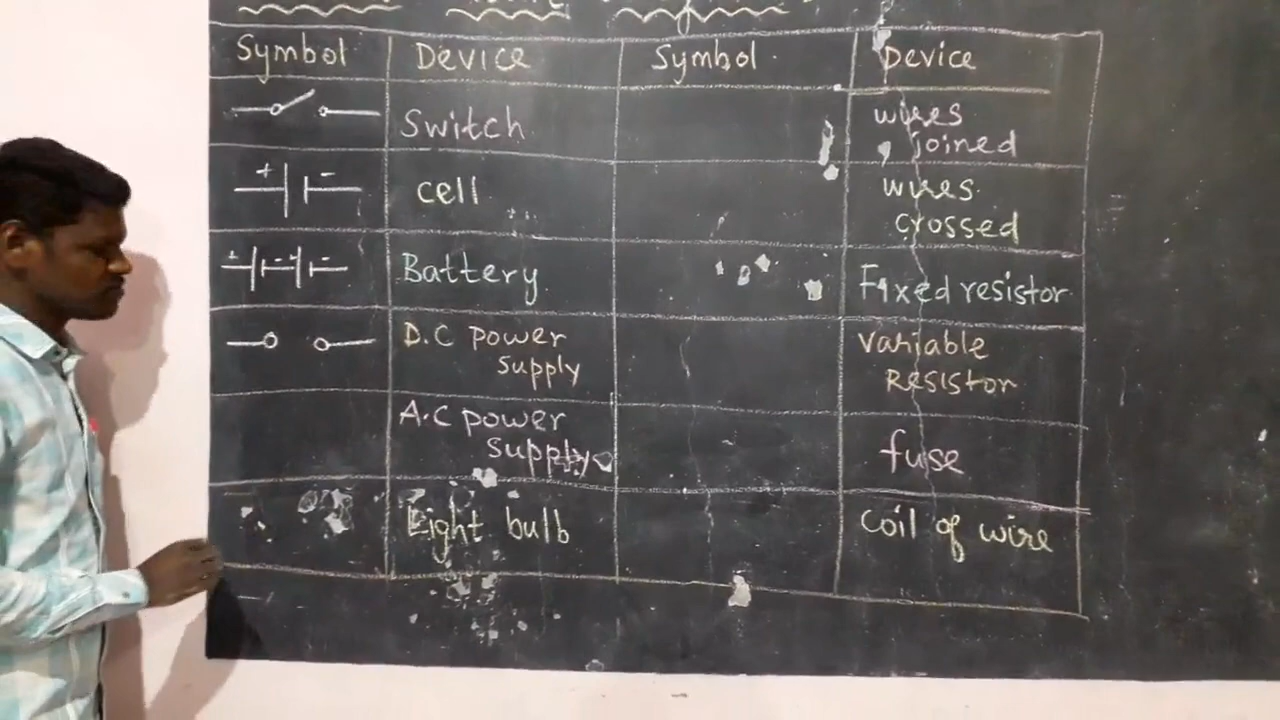 Symbol Device Symbol. Device
Switch wires
joined
+ - cell wires
crossed
+ - + - Battery Fixed resistor
D.C power variable
supply Resistor
A.C power
supply fuse
Light bulb coil of wire